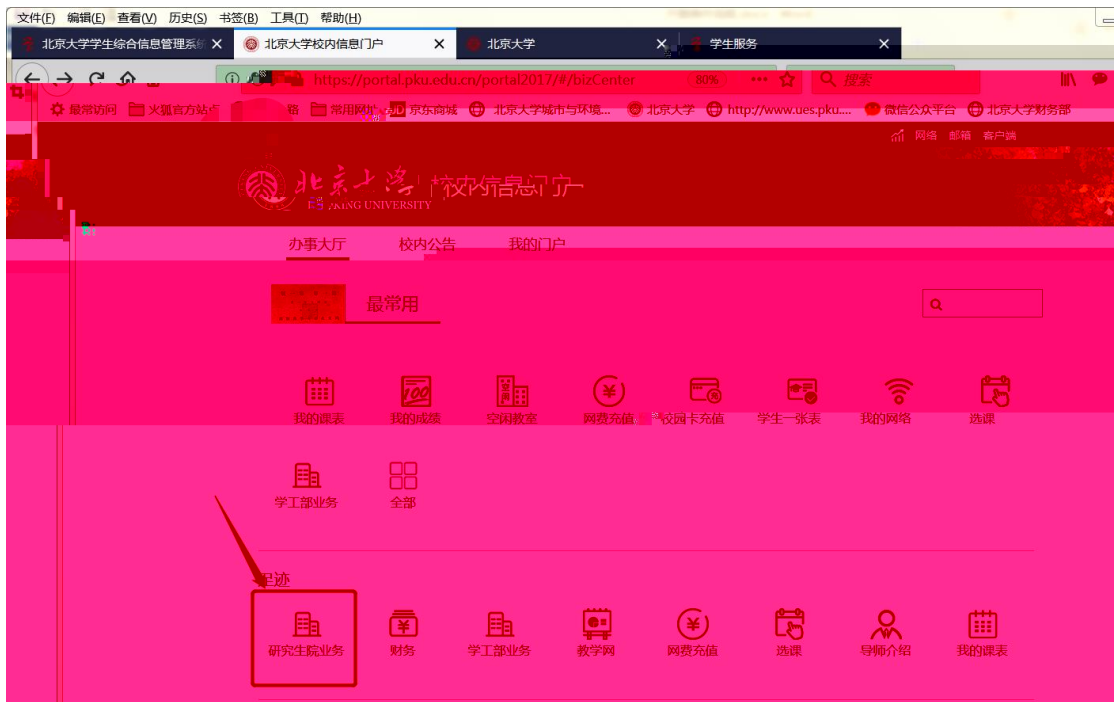 文件(F) 编辑(E) 查看(V) 历史(S) 书签(B) 工具(T) 帮助(H)
北京大学学生综合信息管理系统 北京大学校内信息门户 北京大学 学生服务
https://portal.pku.edu.cn/portal2017/#/bizCenter 80% 搜索
最常访问 火狐官方站点 常用网址 JD 京东商城 北京大学城市与环境... 北京大学 http://www.ues.pku.... 微信公众平台 北京大学财务部
网络 邮箱 客户端
北京大学 校内信息门户
UNIVERSITY
办事大厅 校内公告 我的门户
最常用
我的课表 我的成绩 空闲教室 网费充值 校园卡充值 学生一张表 我的网络 选课
学工部业务 全部
足迹
研究生院业务 财务 学工部业务 教学网 网费充值 选课 导师介绍 我的课表